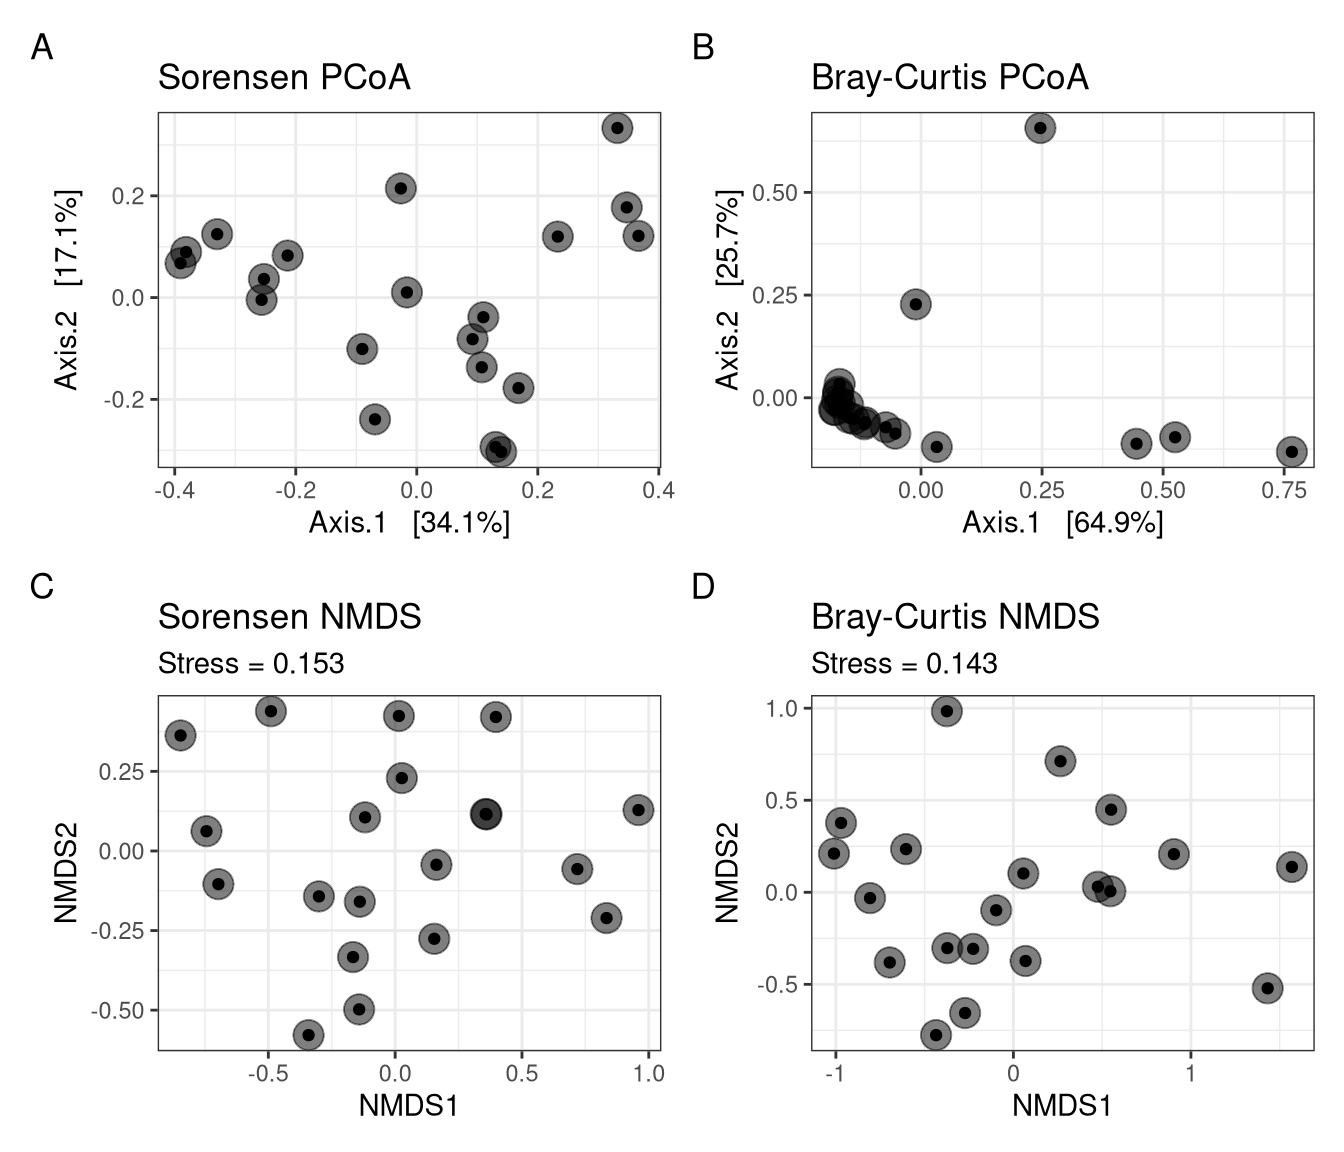 A
Sorensen PCoA
0.2
0.0
-0.2
Axis.2 [17.1%]
-0.4 -0.2 0.0 0.2 0.4
Axis.1 [34.1%]
B
Bray-Curtis PCoA
0.50
0.25
0.00
Axis.2 [25.7%]
0.00 0.25 0.50 0.75
Axis.1 [64.9%]
C
Sorensen NMDS
Stress = 0.153
0.25
0.00
-0.25
-0.50
NMDS2
-0.5 0.0 0.5 1.0
NMDS1
D
Bray-Curtis NMDS
Stress = 0.143
1.0
0.5
0.0
-0.5
NMDS2
-1 0 1
NMDS1